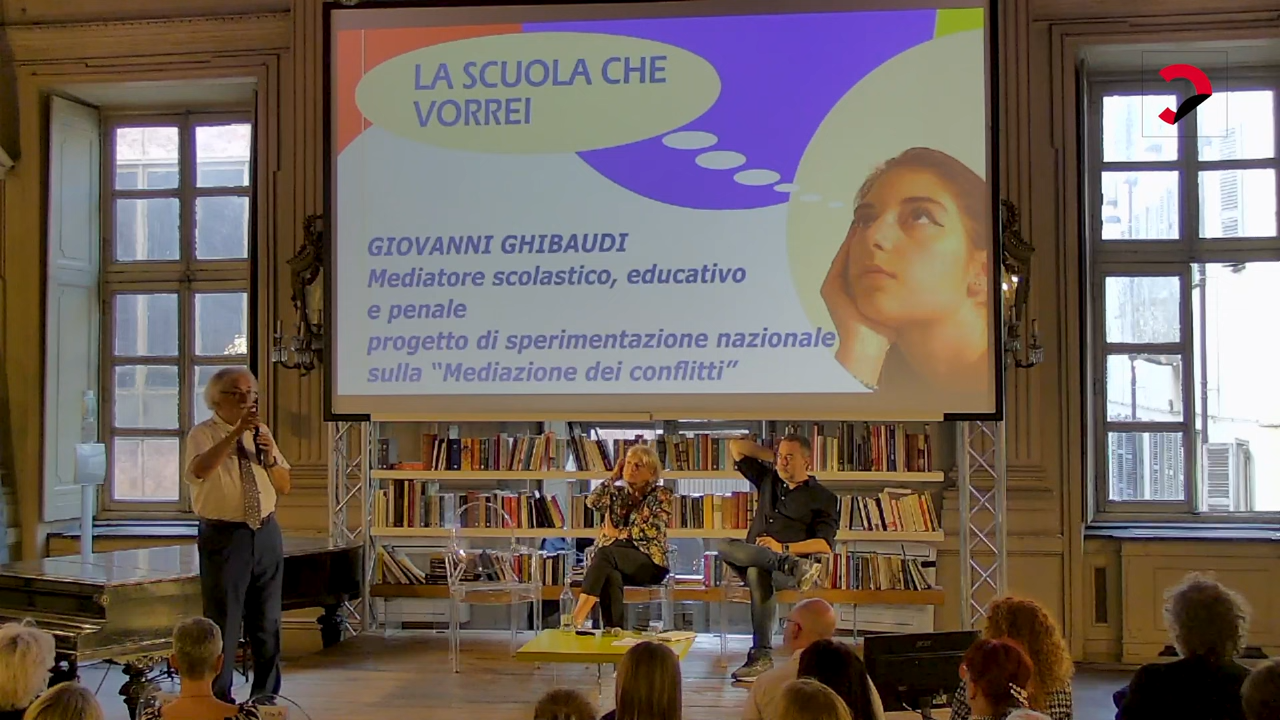 LA SCUOLA CHE
VORREI
GIOVANNI GHIBAUDI
Mediatore scolastico, educativo
e penale
progetto di sperimentazione nazionale
sulla “Mediazione dei conflitti”